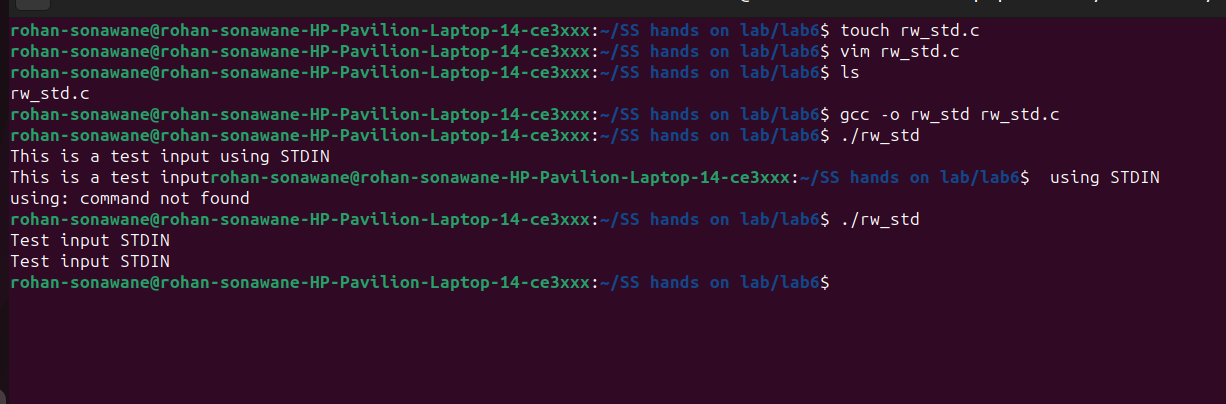 rohan-sonawane@rohan-sonawane-HP-Pavilion-Laptop-14-ce3xxx:~/SS hands on lab/lab6$ touch rw_std.c
rohan-sonawane@rohan-sonawane-HP-Pavilion-Laptop-14-ce3xxx:~/SS hands on lab/lab6$ vim rw_std.c
rohan-sonawane@rohan-sonawane-HP-Pavilion-Laptop-14-ce3xxx:~/SS hands on lab/lab6$ ls
rw_std.c
rohan-sonawane@rohan-sonawane-HP-Pavilion-Laptop-14-ce3xxx:~/SS hands on lab/lab6$ gcc -o rw_std rw_std.c
rohan-sonawane@rohan-sonawane-HP-Pavilion-Laptop-14-ce3xxx:~/SS hands on lab/lab6$ ./rw_std
This is a test input using STDIN
This is a test inputrohan-sonawane@rohan-sonawane-HP-Pavilion-Laptop-14-ce3xxx:~/SS hands on lab/lab6$  using STDIN
using: command not found
rohan-sonawane@rohan-sonawane-HP-Pavilion-Laptop-14-ce3xxx:~/SS hands on lab/lab6$ ./rw_std
Test input STDIN
Test input STDIN
rohan-sonawane@rohan-sonawane-HP-Pavilion-Laptop-14-ce3xxx:~/SS hands on lab/lab6$